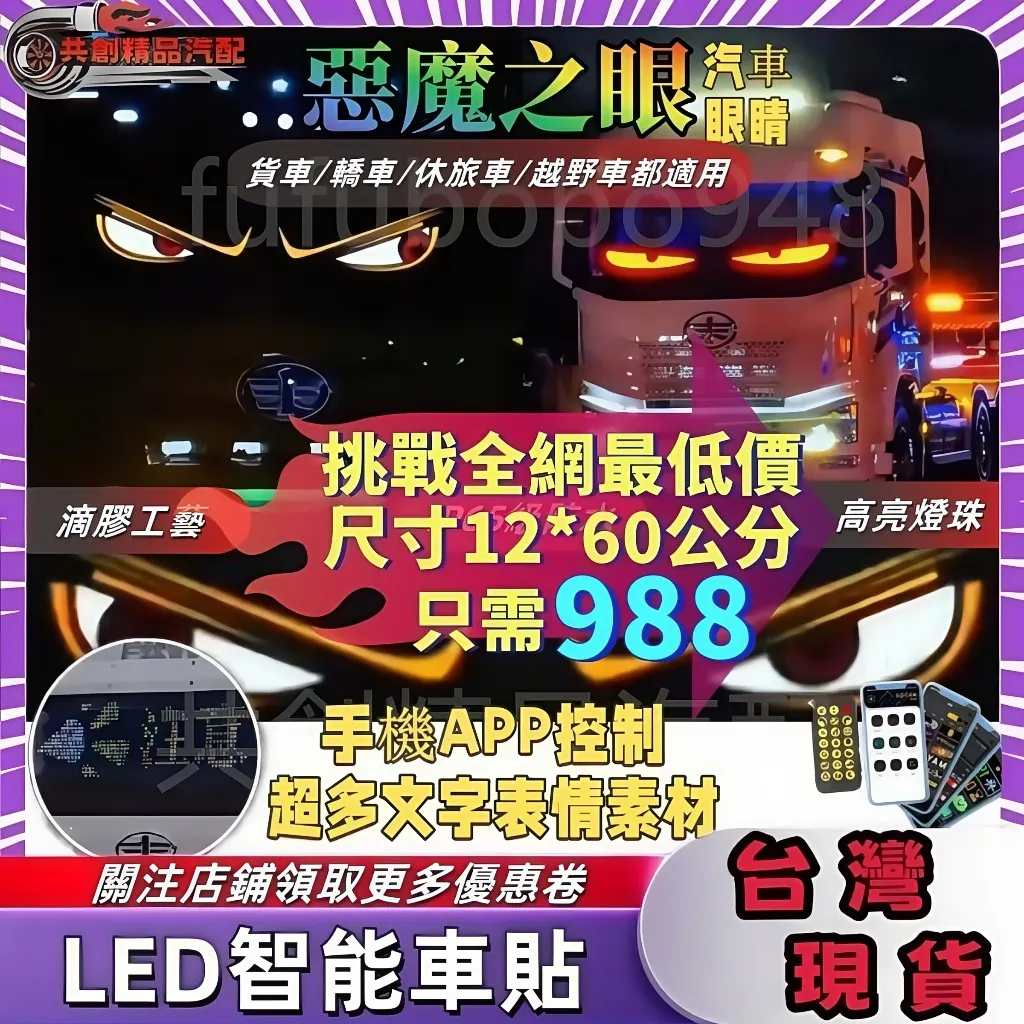 共創精品汽配
惡魔之眼
汽車
眼睛
貨車/轎車/休旅車/越野車都適用
fufubobo948
挑戰全網最低價
滴膠工藝
高亮燈珠
尺寸12*60公分
只需988
手機APP控制
超多文字表情素材
關注店鋪領取更多優惠卷
LED智能車貼
台灣
現貨